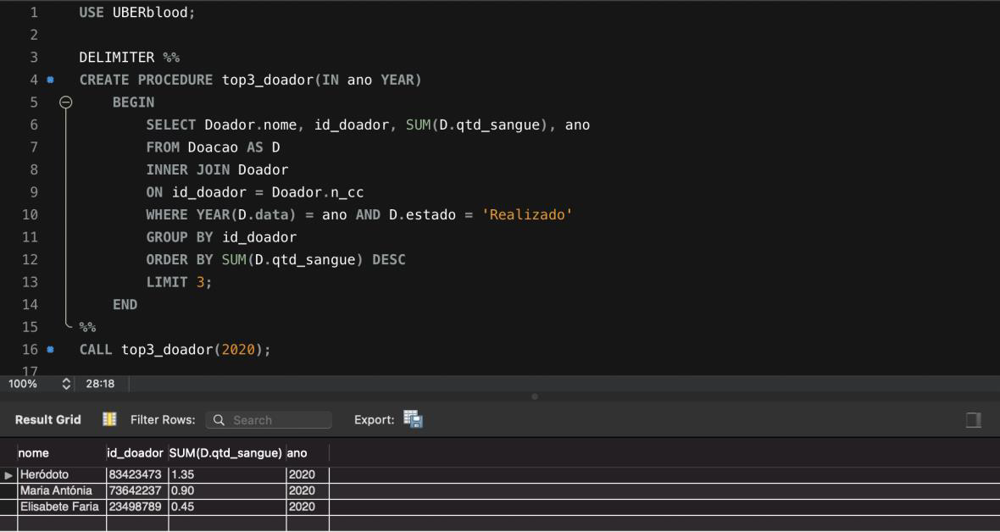 1 USE UBERblood;
2
3 DELIMITER %%
4 CREATE PROCEDURE top3_doador(IN ano YEAR)
5 BEGIN
6 SELECT Doador.nome, id_doador, SUM(D.qtd_sangue), ano
7 FROM Doacao AS D
8 INNER JOIN Doador
9 ON id_doador = Doador.n_cc
10 WHERE YEAR(D.data) = ano AND D.estado = 'Realizado'
11 GROUP BY id_doador
12 ORDER BY SUM(D.qtd_sangue) DESC
13 LIMIT 3;
14 END
15 %%
16 CALL top3_doador(2020);
17
100% 28:18
Result Grid Filter Rows: Search Export:
nome id_doador SUM(D.qtd_sangue) ano
Heródoto 83423473 1.35 2020
Maria Antónia 73642237 0.90 2020
Elisabete Faria 23498789 0.45 2020